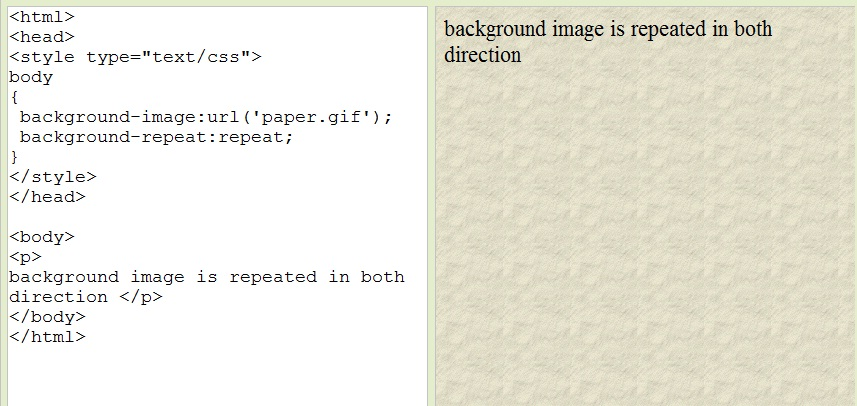 <html>
<head>
<style type="text/css">
body
{
 background-image:url('paper.gif');
 background-repeat:repeat;
}
</style>
</head>

<body>
<p>
background image is repeated in both
direction </p>
</body>
</html>
background image is repeated in both
direction